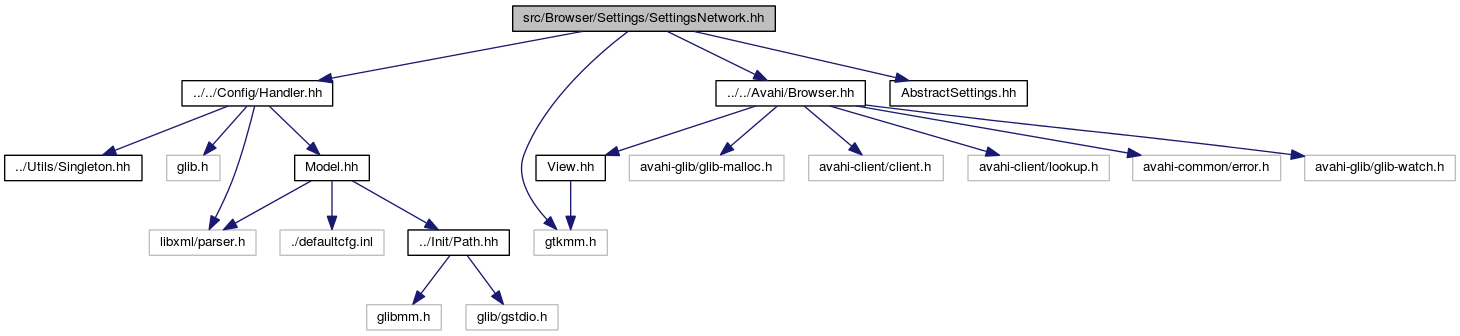 src/Browser/Settings/SettingsNetwork.hh
../../Config/Handler.hh
../../Avahi/Browser.hh
AbstractSettings.hh
../Utils/Singleton.hh
glib.h
Model.hh
View.hh
avahi-glib/glib-malloc.h
avahi-client/client.h
avahi-client/lookup.h
avahi-common/error.h
avahi-glib/glib-watch.h
libxml/parser.h
./defaultcfg.inl
../Init/Path.hh
gtkmm.h
glibmm.h
glib/gstdio.h